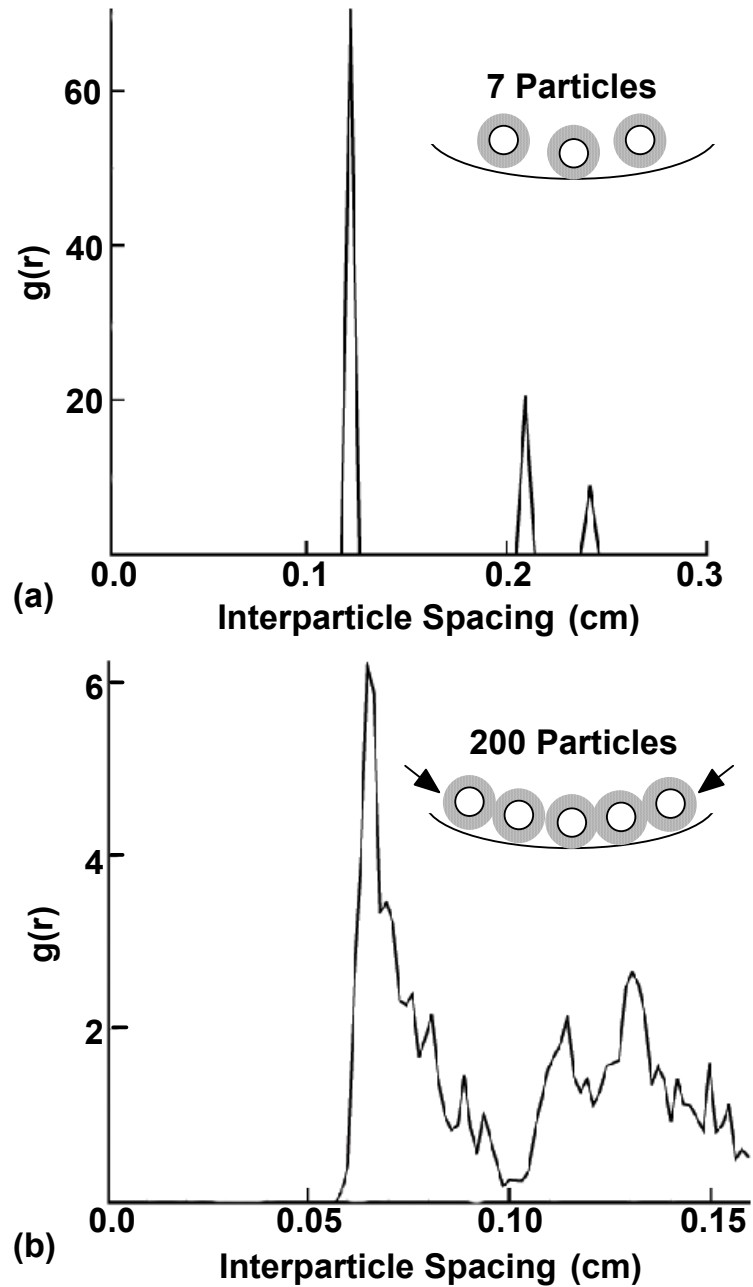 7 Particles
60
40
20
g(r)
0.0 0.1 0.2 0.3
(a)
Interparticle Spacing (cm)
200 Particles
6
4
2
g(r)
0.0 0.05 0.10 0.15
(b)
Interparticle Spacing (cm)